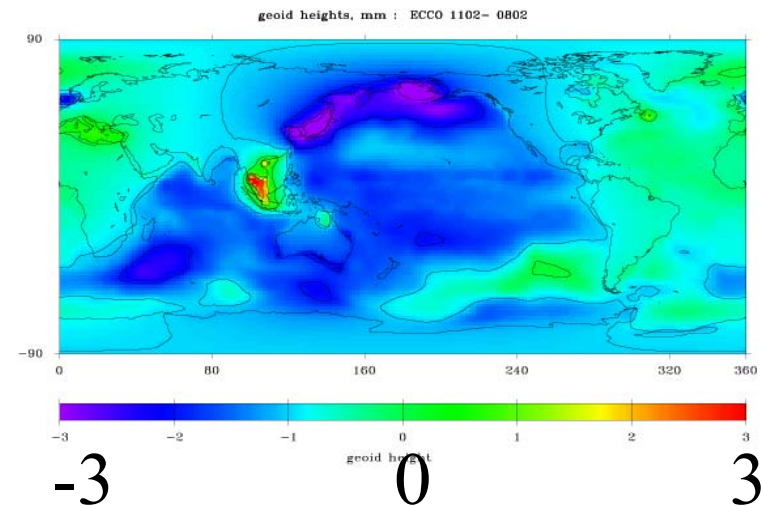 geoid heights, mm : ECCO 1102- 0802
90
-90
0 80 160 240 320 360
-3 -2 -1 0 1 2 3
geoid height
-3 0 3